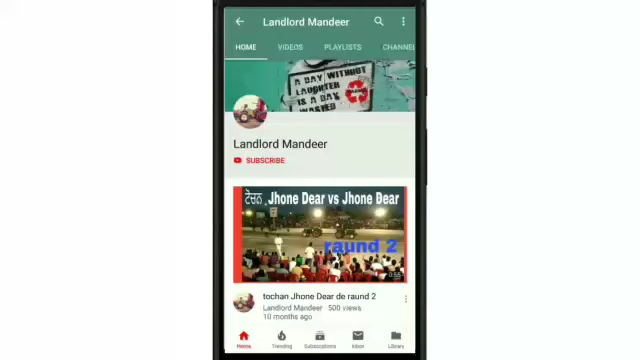 Landlord Mandeer
HOME VIDEOS PLAYLISTS CHANNEL
A DAY WITHOUT
LAUGHTER
IS A DAY
WASTED
Landlord Mandeer
SUBSCRIBE
ਟੋਚਨ Jhone Dear vs Jhone Dear
raund 2
0:55
tochan Jhone Dear de raund 2
Landlord Mandeer 500 views
10 months ago
Home Trending Subscriptions Inbox Library